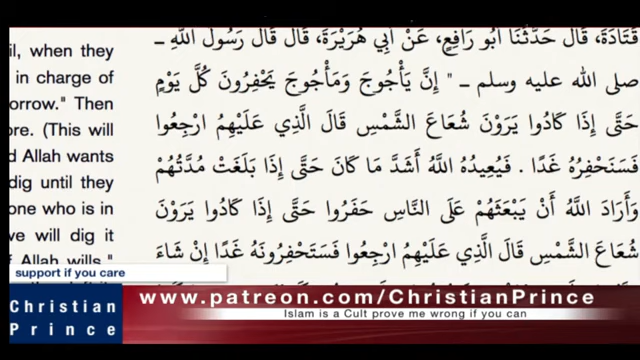 قَتَادَةَ، قَالَ حَدَّثَنَا أَبُو رَافِعٍ، عَنْ أَبِي هُرَيْرَةَ، قَالَ قَالَ رَسُولُ اللَّهِ ـ
صلى الله عليه وسلم ـ " إِنَّ يَأْجُوجَ وَمَأْجُوجَ يَحْفِرُونَ كُلَّ يَوْمٍ
حَتَّى إِذَا كَادُوا يَرَوْنَ شُعَاعَ الشَّمْسِ قَالَ الَّذِي عَلَيْهِمُ ارْجِعُوا
فَسَنَحْفِرُهُ غَدًا . فَيُعِيدُهُ اللَّهُ أَشَدَّ مَا كَانَ حَتَّى إِذَا بَلَغَتْ مُدَّتُهُمْ
وَأَرَادَ اللَّهُ أَنْ يَبْعَثَهُمْ عَلَى النَّاسِ حَفَرُوا حَتَّى إِذَا كَادُوا يَرَوْنَ
شُعَاعَ الشَّمْسِ قَالَ الَّذِي عَلَيْهِمُ ارْجِعُوا فَسَتَحْفِرُونَهُ غَدًا إِنْ شَاءَ
il, when they
in charge of
orrow." Then
ore. (This will
d Allah wants
dig until they
one who is in
ve will dig it
f Allah wills."
support if you care
Christian
Prince
www.patreon.com/ChristianPrince
Islam is a Cult prove me wrong if you can